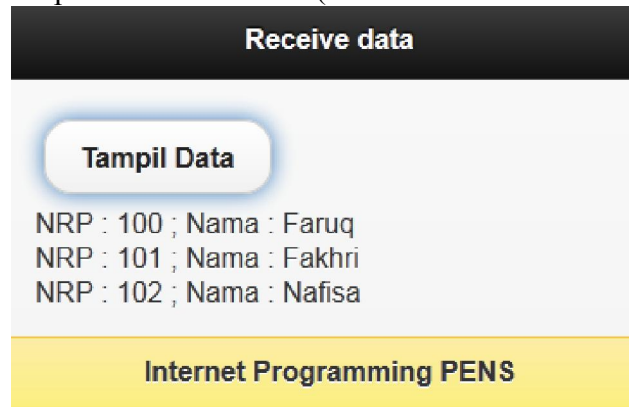 Receive data
Tampil Data
NRP : 100 ; Nama : Faruq
NRP : 101 ; Nama : Fakhri
NRP : 102 ; Nama : Nafisa
Internet Programming PENS